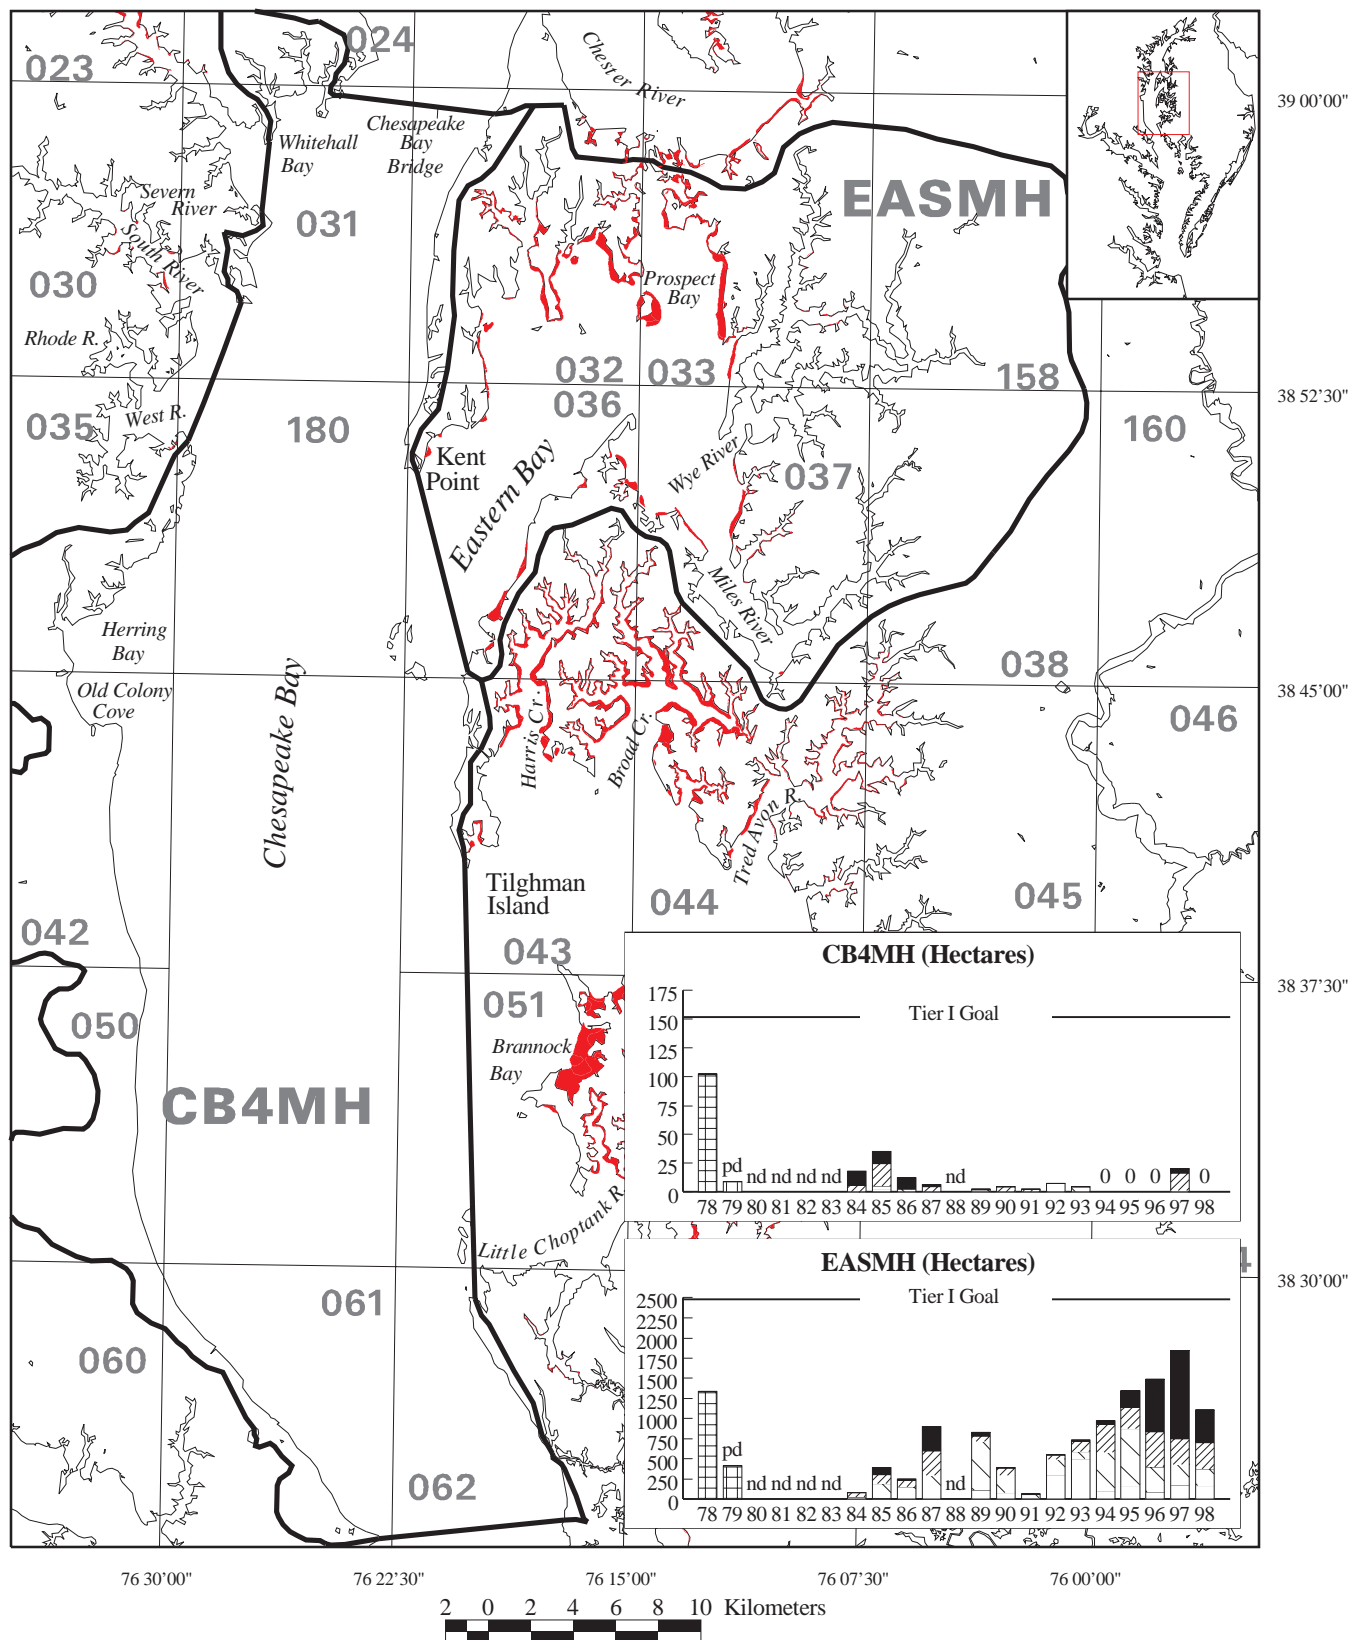 024
023
Chester River
39 00'00"
Whitehall
Bay
Chesapeake
Bay
Bridge
Severn
River
EASMH
031
South River
030
Prospect
Bay
Rhode R.
032
033
158
38 52'30"
036
035
West R.
180
160
Kent
Point
Eastern Bay
Wye River
037
Miles River
Herring
Bay
038
Old Colony
Cove
38 45'00"
046
Chesapeake Bay
Harris Cr.
Broad Cr.
Tred Avon R.
Tilghman
Island
044
045
042
043
CB4MH (Hectares)
38 37'30"
051
050
Brannock
Bay
175
150
125
100
75
50
25
0
Tier I Goal
pd
nd nd nd nd
nd
0 0 0 0
78 79 80 81 82 83 84 85 86 87 88 89 90 91 92 93 94 95 96 97 98
CB4MH
Little Choptank R.
EASMH (Hectares)
4
38 30'00"
2500
2250
2000
1750
1500
1250
1000
750
500
250
0
Tier I Goal
pd
nd nd nd nd
nd
78 79 80 81 82 83 84 85 86 87 88 89 90 91 92 93 94 95 96 97 98
061
060
062
76 30'00"
76 22'30"
76 15'00"
76 07'30"
76 00'00"
2 0 2 4 6 8 10 Kilometers